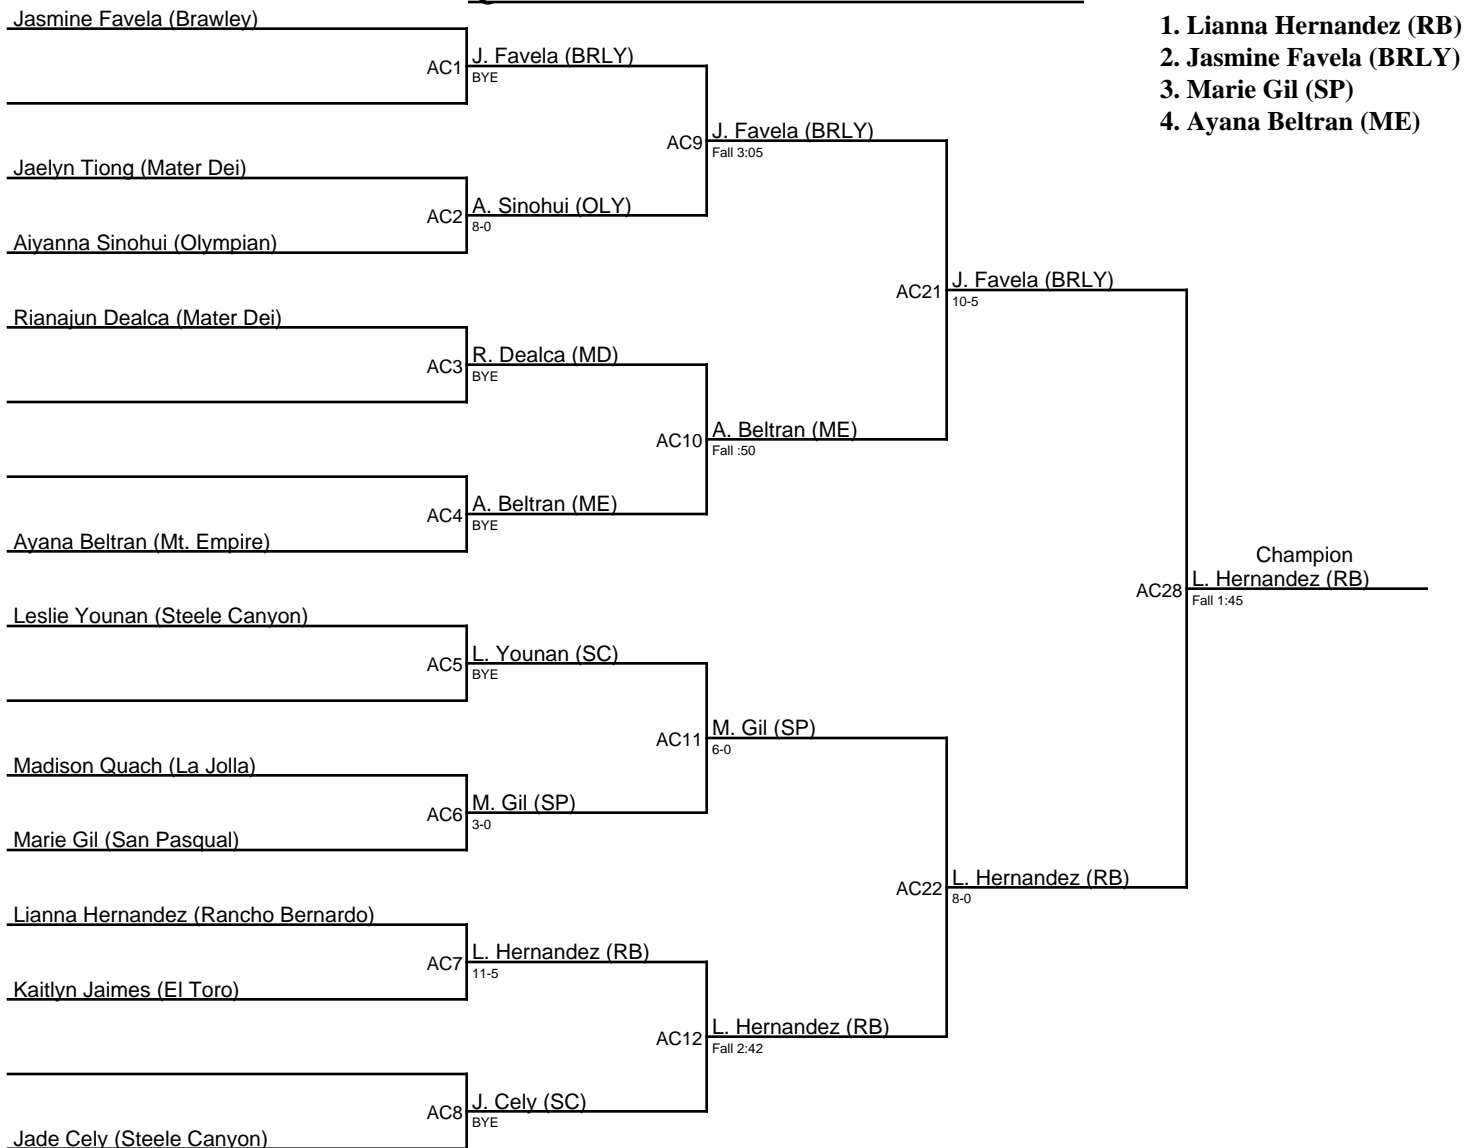 1. Lianna Hernandez (RB)
2. Jasmine Favela (BRLY)
3. Marie Gil (SP)
4. Ayana Beltran (ME)
Jasmine Favela (Brawley)
AC1
J. Favela (BRLY)
BYE
AC9
J. Favela (BRLY)
Fall 3:05
Jaelyn Tiong (Mater Dei)
AC2
A. Sinohui (OLY)
8-0
Aiyanna Sinohui (Olympian)
AC21
J. Favela (BRLY)
10-5
Rianajun Dealca (Mater Dei)
AC3
R. Dealca (MD)
BYE
AC10
A. Beltran (ME)
Fall :50
AC4
A. Beltran (ME)
BYE
Ayana Beltran (Mt. Empire)
Champion
AC28
L. Hernandez (RB)
Fall 1:45
Leslie Younan (Steele Canyon)
AC5
L. Younan (SC)
BYE
AC11
M. Gil (SP)
6-0
Madison Quach (La Jolla)
AC6
M. Gil (SP)
3-0
Marie Gil (San Pasqual)
AC22
L. Hernandez (RB)
8-0
Lianna Hernandez (Rancho Bernardo)
AC7
L. Hernandez (RB)
11-5
Kaitlyn Jaimes (El Toro)
AC12
L. Hernandez (RB)
Fall 2:42
AC8
J. Cely (SC)
BYE
Jade Cely (Steele Canyon)